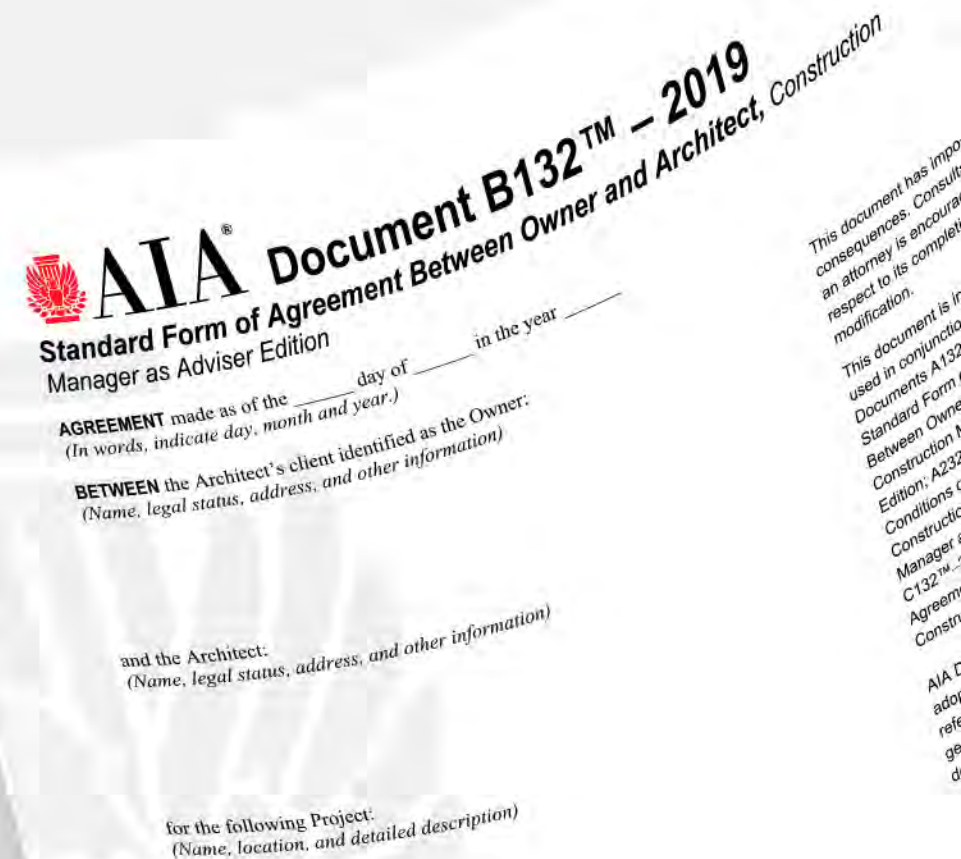 AIA® Document B132™ – 2019
Standard Form of Agreement Between Owner and Architect, Construction
Manager as Adviser Edition
AGREEMENT made as of the ______ day of ______ in the year ______
(In words, indicate day, month and year.)
BETWEEN the Architect's client identified as the Owner:
(Name, legal status, address, and other information)
and the Architect:
(Name, legal status, address, and other information)
for the following Project:
(Name, location, and detailed description)
This document has
consequences.
an attorney is
respect to its
modification.
This document is
used in
Documents A132
Standard Form
Between
Construction
Edition; A232
Conditions
Manager
C132™
AIA